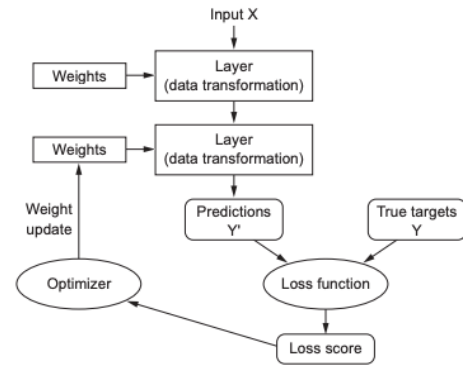 Input X
Layer
(data transformation)
Weights
Layer
(data transformation)
Weights
Weight
update
Predictions
Y'
True targets
Y
Optimizer
Loss function
Loss score